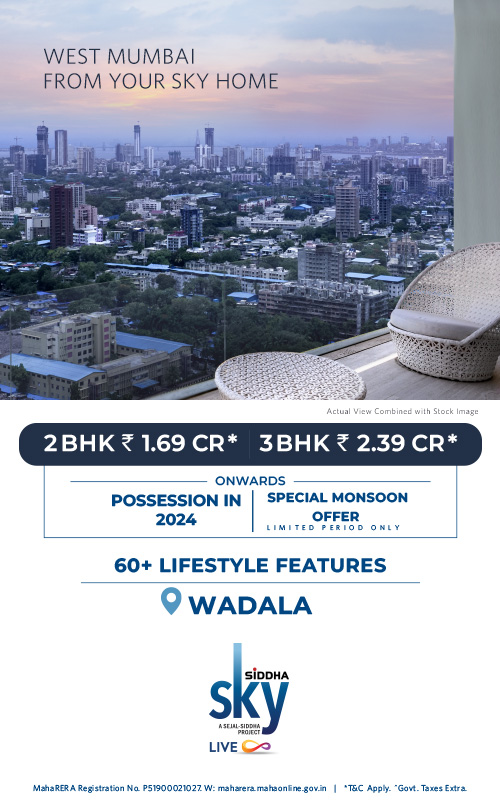 WEST MUMBAI
FROM YOUR SKY HOME
Actual View Combined with Stock Image
2 BHK ₹ 1.69 CR* | 3 BHK ₹ 2.39 CR*
ONWARDS
POSSESSION IN
2024
SPECIAL MONSOON
OFFER
LIMITED PERIOD ONLY
60+ LIFESTYLE FEATURES
WADALA
SiDDHA
sky
A SEJAL-SIDDHA
PROJECT
LIVE
MahaRERA Registration No. P51900021027. W: maharera.mahaonline.gov.in | *T&C Apply. ^Govt. Taxes Extra.